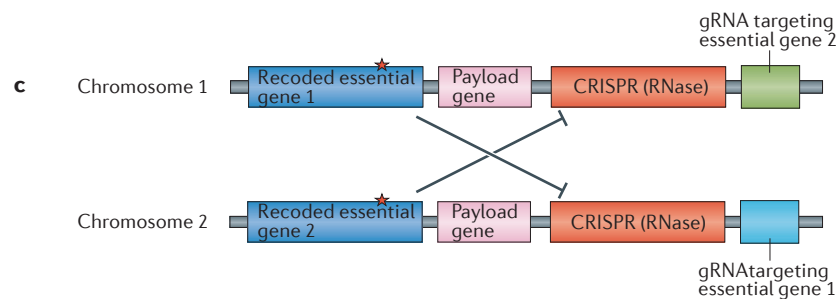 gRNA targeting
essential gene 2
c
Chromosome 1
Recoded essential
gene 1
Payload
gene
CRISPR (RNase)
Chromosome 2
Recoded essential
gene 2
Payload
gene
CRISPR (RNase)
gRNAtargeting
essential gene 1